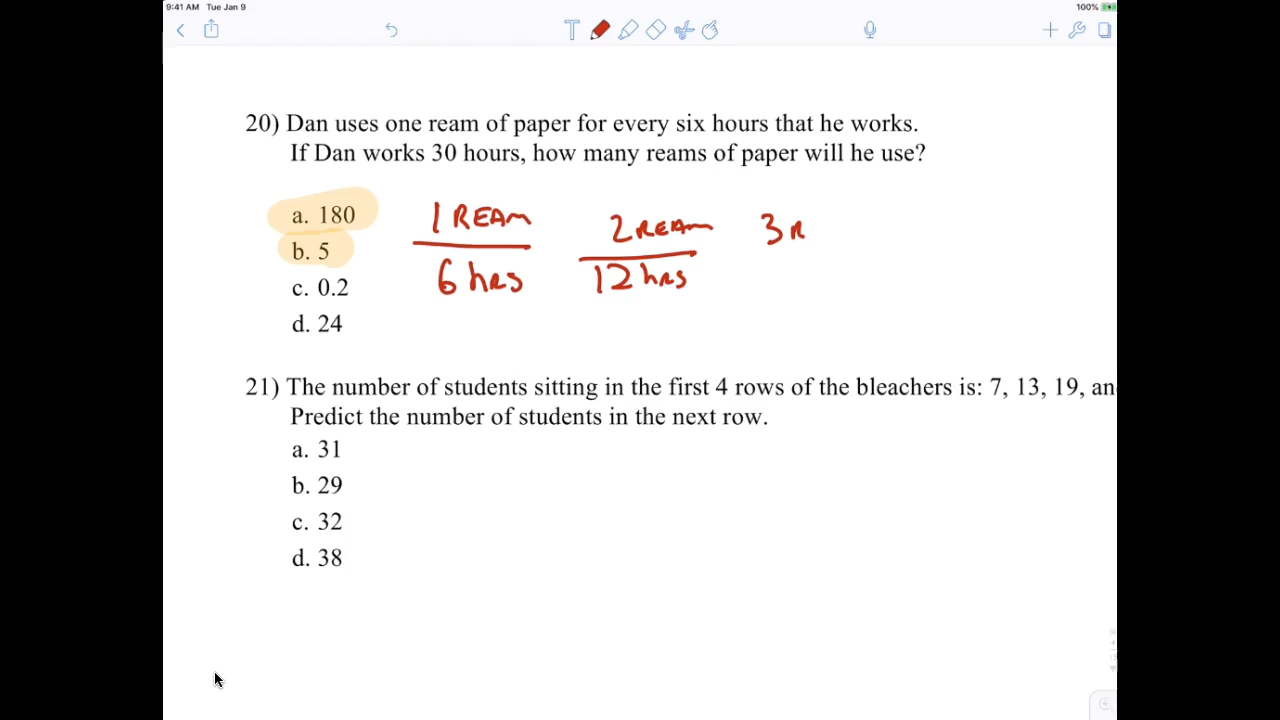 9:41 AM Tue Jan 9
100%
20) Dan uses one ream of paper for every six hours that he works.
If Dan works 30 hours, how many reams of paper will he use?
a. 180
b. 5
c. 0.2
d. 24
1 REAM
6 hrs
2 REAM
12 hrs
3 R
21) The number of students sitting in the first 4 rows of the bleachers is: 7, 13, 19, an
Predict the number of students in the next row.
a. 31
b. 29
c. 32
d. 38